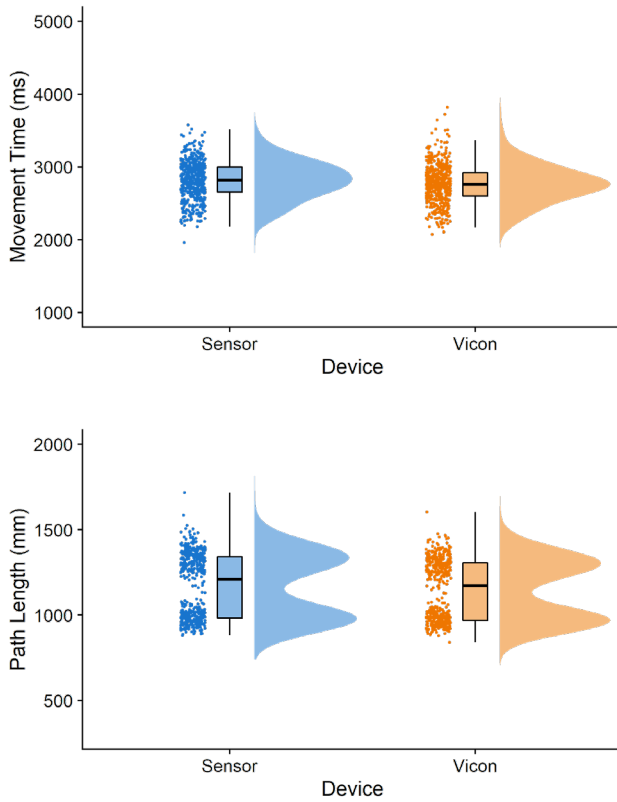 Movement Time (ms)
5000
4000
3000
2000
1000
Sensor
Vicon
Device
Path Length (mm)
2000
1500
1000
500
Sensor
Vicon
Device